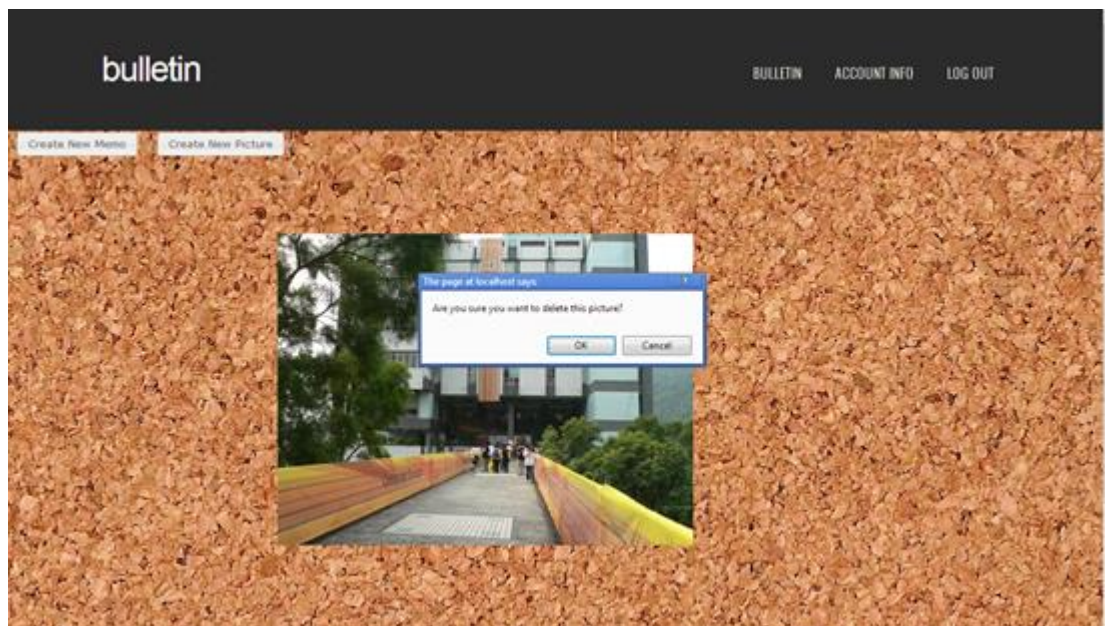 bulletin
BULLETIN ACCOUNT INFO LOG OUT
Create New Memo Create New Picture
The page at localhost says:
Are you sure you want to delete this picture?
OK Cancel